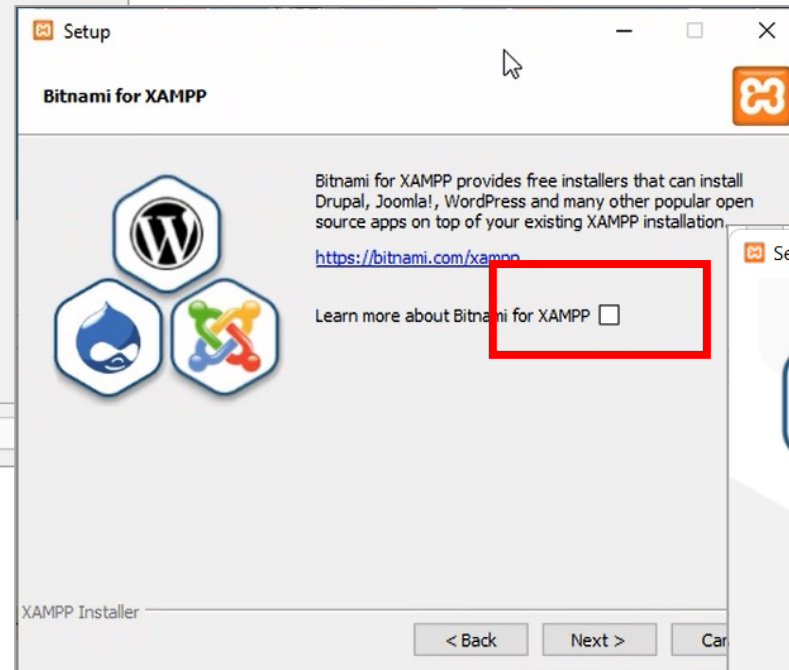 Setup
Bitnami for XAMPP
Bitnami for XAMPP provides free installers that can install
Drupal, Joomla!, WordPress and many other popular open
source apps on top of your existing XAMPP installation.
https://bitnami.com/xampp
Learn more about Bitnami for XAMPP
XAMPP Installer
< Back
Next >